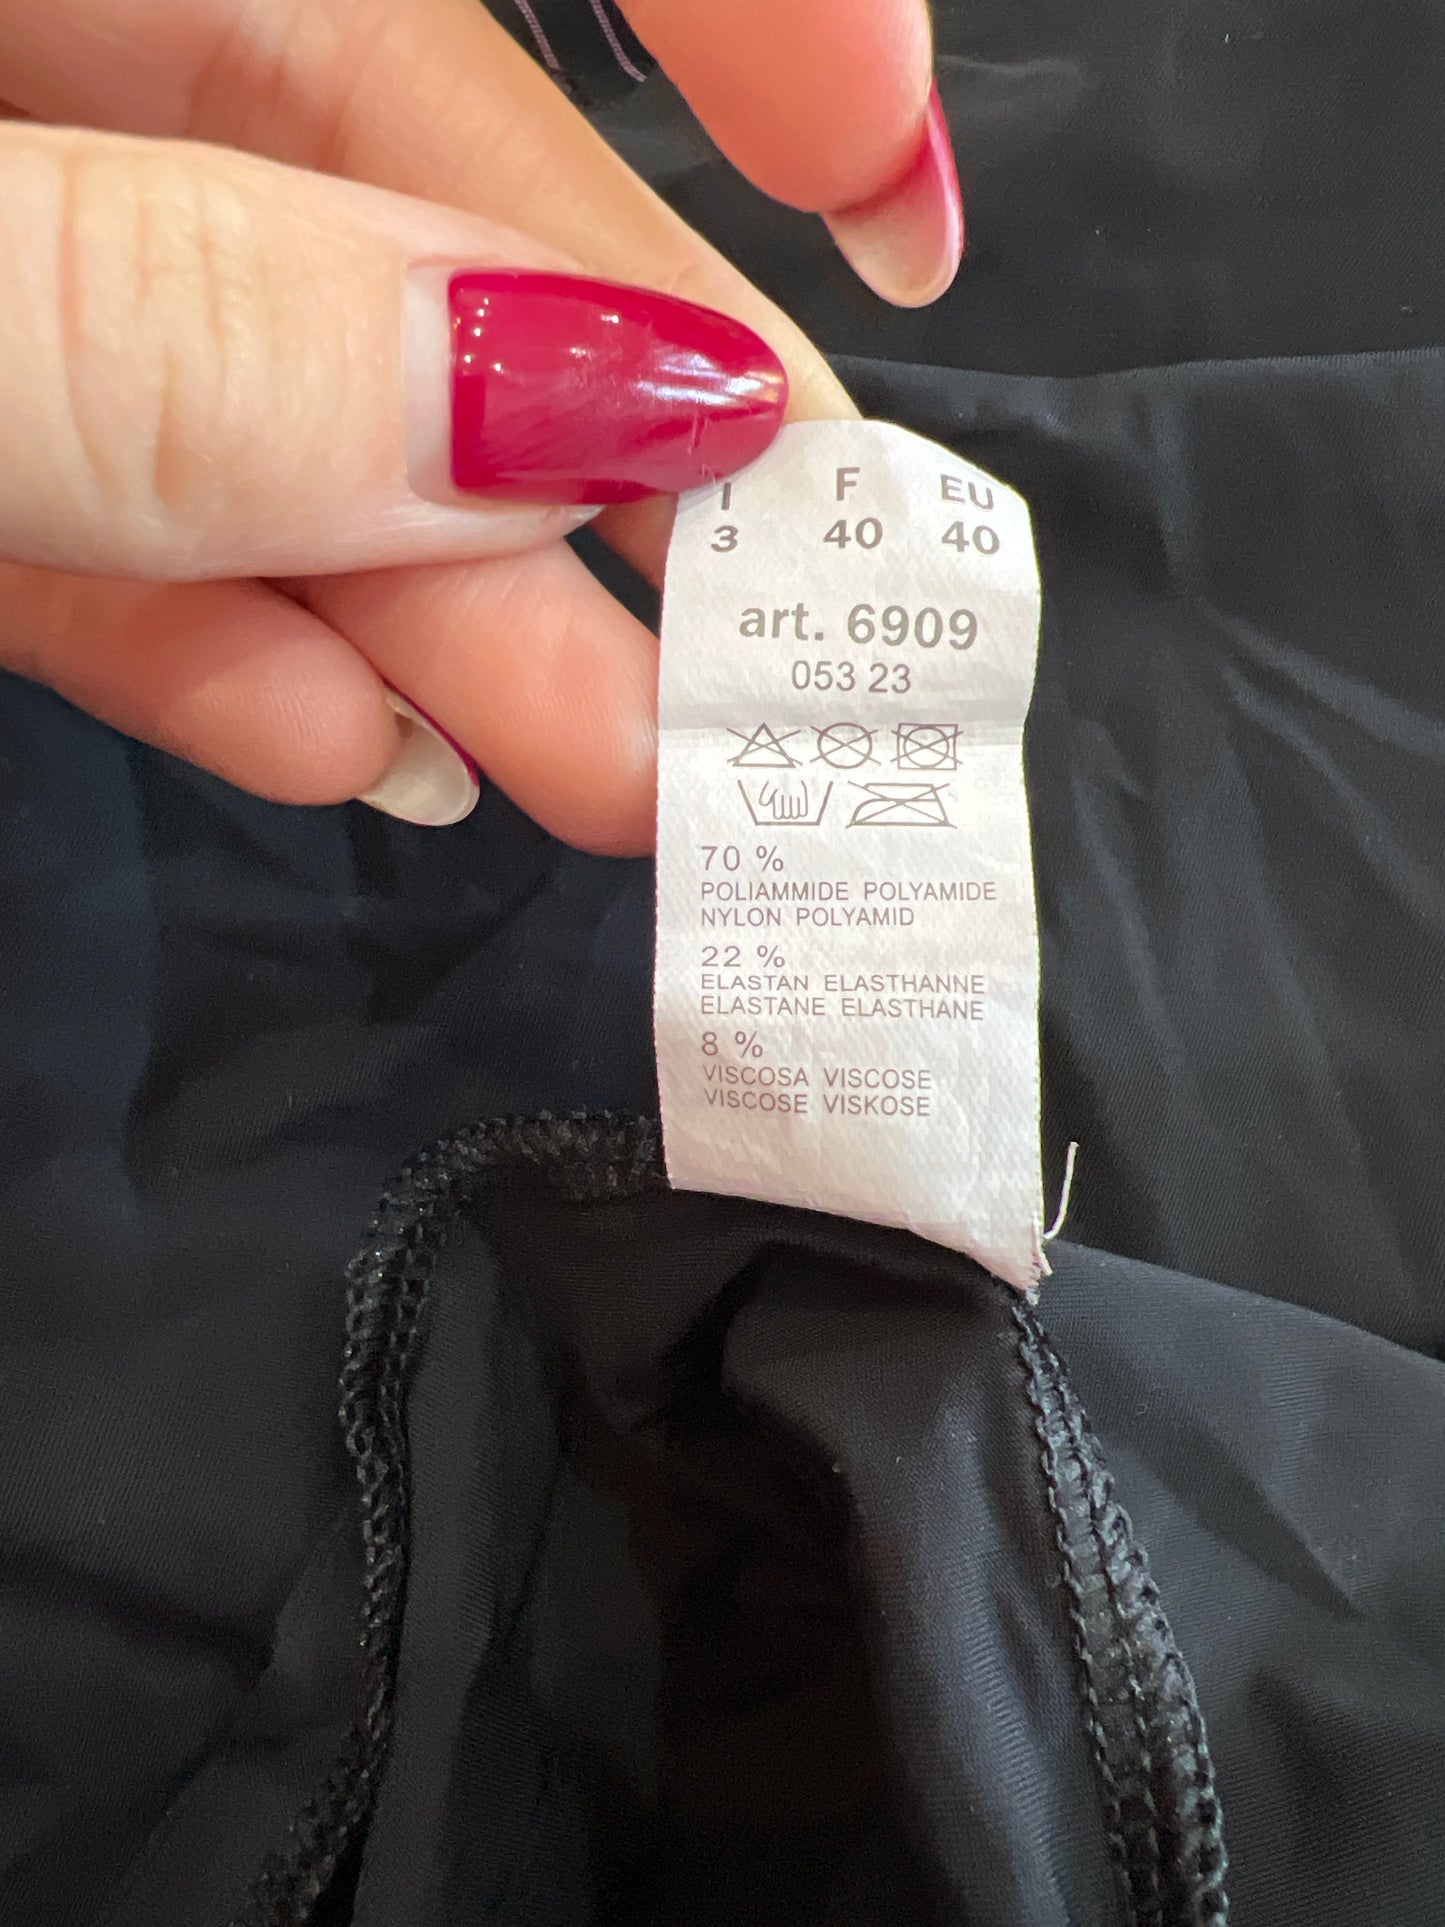 I F EU
3 40 40
art. 6909
053 23
70 %
POLIAMMIDE POLYAMIDE
NYLON POLYAMID
22 %
ELASTAN ELASTHANNE
ELASTANE ELASTHANE
8 %
VISCOSA VISCOSE
VISCOSE VISKOSE